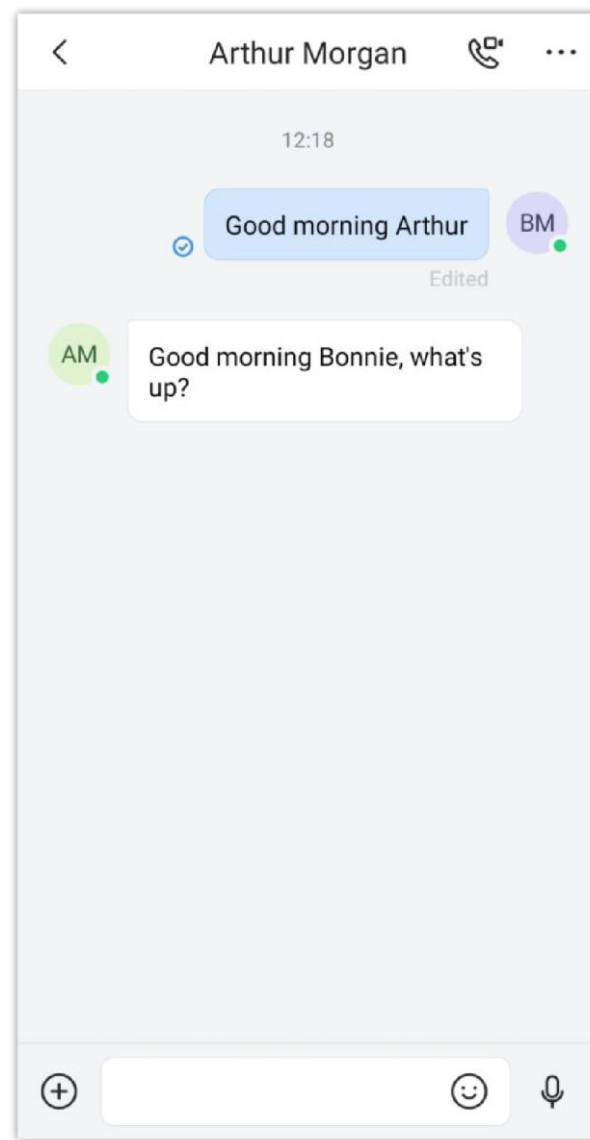 Arthur Morgan
12:18
Good morning Arthur
BM
Edited
AM
Good morning Bonnie, what's
up?